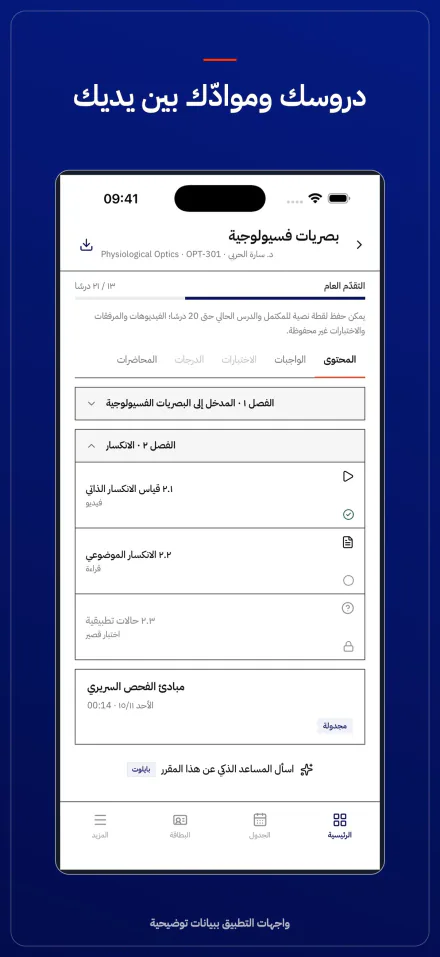 دروسك وموادّك بين يديك
09:41
بصريات فسيولوجية
د. سارة الحربي · Physiological Optics · OPT-301
التقدّم العام
١٣ / ٢١ درسًا
يمكن حفظ لقطة نصية للمكتمل والدرس الحالي حتى 20 درسًا؛ الفيديوهات والمرفقات
والاختبارات غير محفوظة.
المحتوى الواجبات الاختبارات الدرجات المحاضرات
الفصل ١ · المدخل إلى البصريات الفسيولوجية
الفصل ٢ · الانكسار
٢.١ قياس الانكسار الذاتي
فيديو
٢.٢ الانكسار الموضوعي
قراءة
٢.٣ حالات تطبيقية
اختبار قصير
مبادئ الفحص السريري
الأحد ١٥/١١ · 00:14
مجدولة
اسأل المساعد الذكي عن هذا المقرر بايلوت
الرئيسية الجدول البطاقة المزيد
واجهات التطبيق ببيانات توضيحية